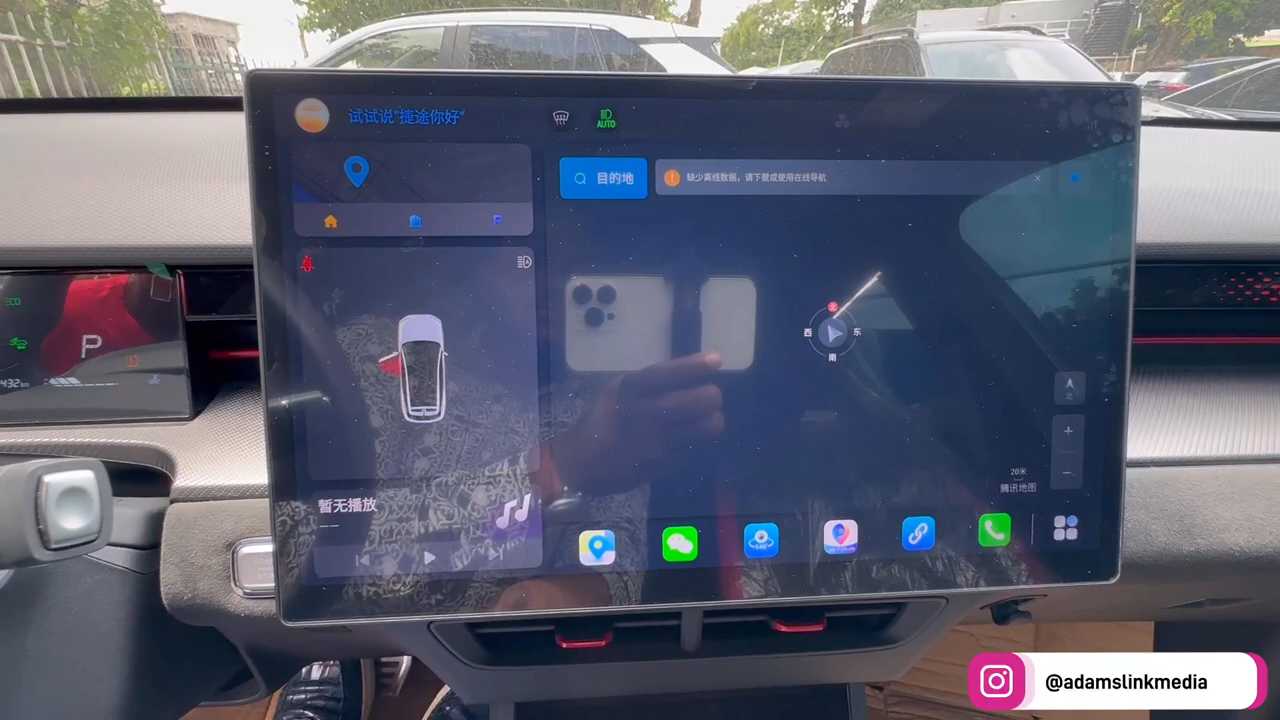 试试说"捷途你好"
AUTO
目的地
缺少离线数据，请下载或使用在线导航
P
432km
西
东
南
北
20米
腾讯地图
暂无播放
@adamslinkmedia